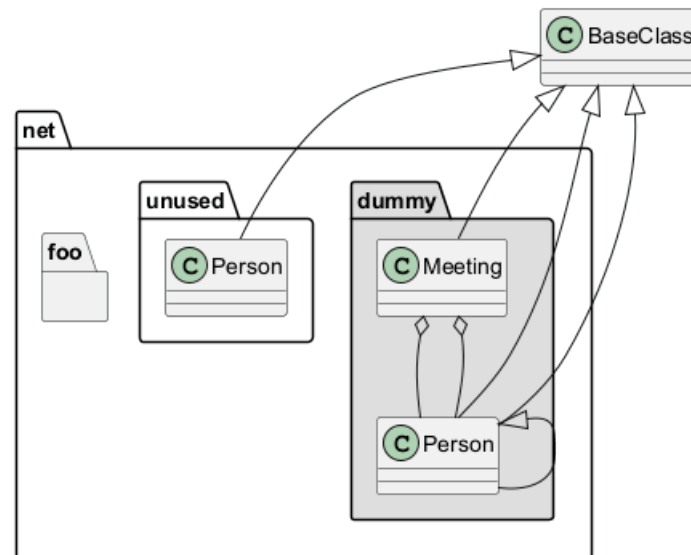 C BaseClass
net
unused
dummy
foo
C Person
C Meeting
C Person